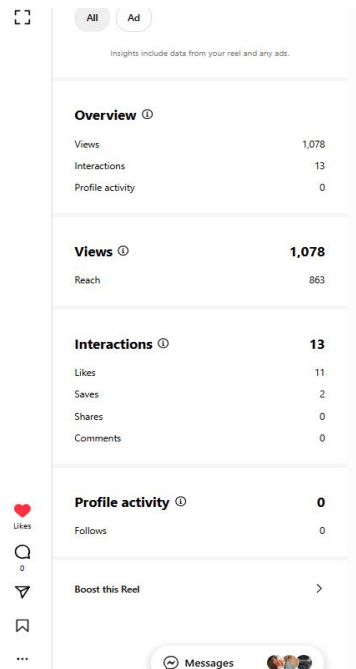 All Ad
Insights include data from your reel and any ads.
Overview
Views 1,078
Interactions 13
Profile activity 0
Views 1,078
Reach 863
Interactions 13
Likes 11
Saves 2
Shares 0
Comments 0
Profile activity 0
Likes
Follows 0
0
Boost this Reel
Messages